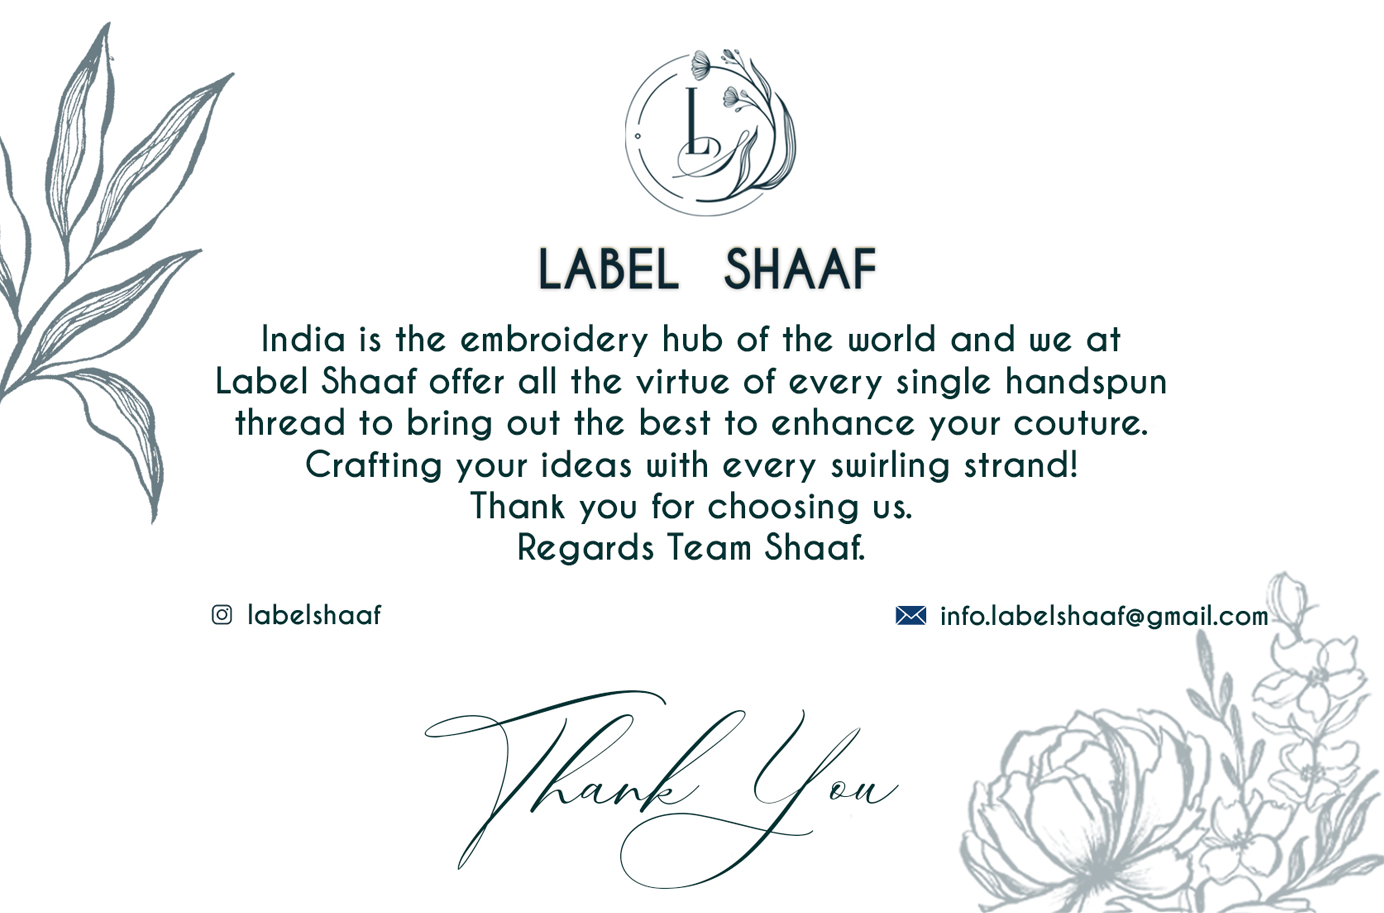 L
LABEL SHAAF
India is the embroidery hub of the world and we at
Label Shaaf offer all the virtue of every single handspun
thread to bring out the best to enhance your couture.
Crafting your ideas with every swirling strand!
Thank you for choosing us.
Regards Team Shaaf.
labelshaaf
info.labelshaaf@gmail.com
Thank You